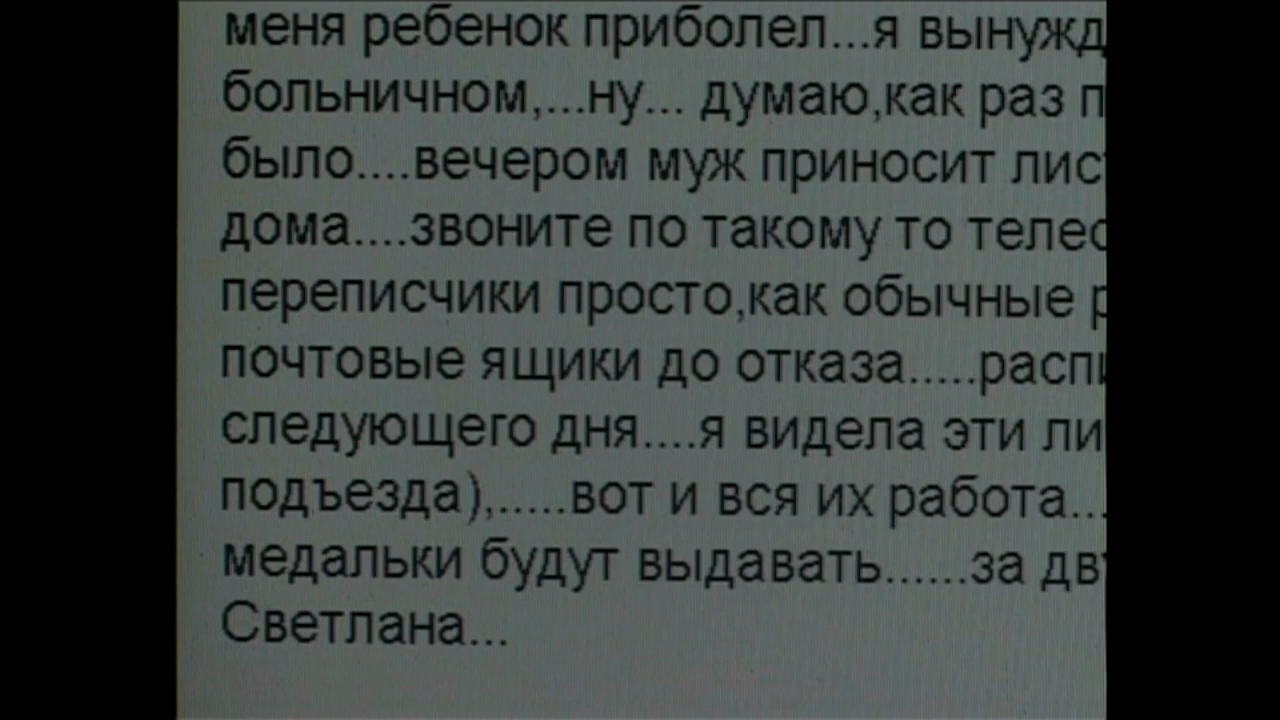 меня ребенок приболел...я вынужд
больничном,...ну... думаю,как раз п
было....вечером муж приносит лис
дома....звоните по такому то теле
переписчики просто,как обычные р
почтовые ящики до отказа.....расп
следующего дня....я видела эти ли
подъезда),.....вот и вся их работа...
медальки будут выдавать......за дв
Светлана...